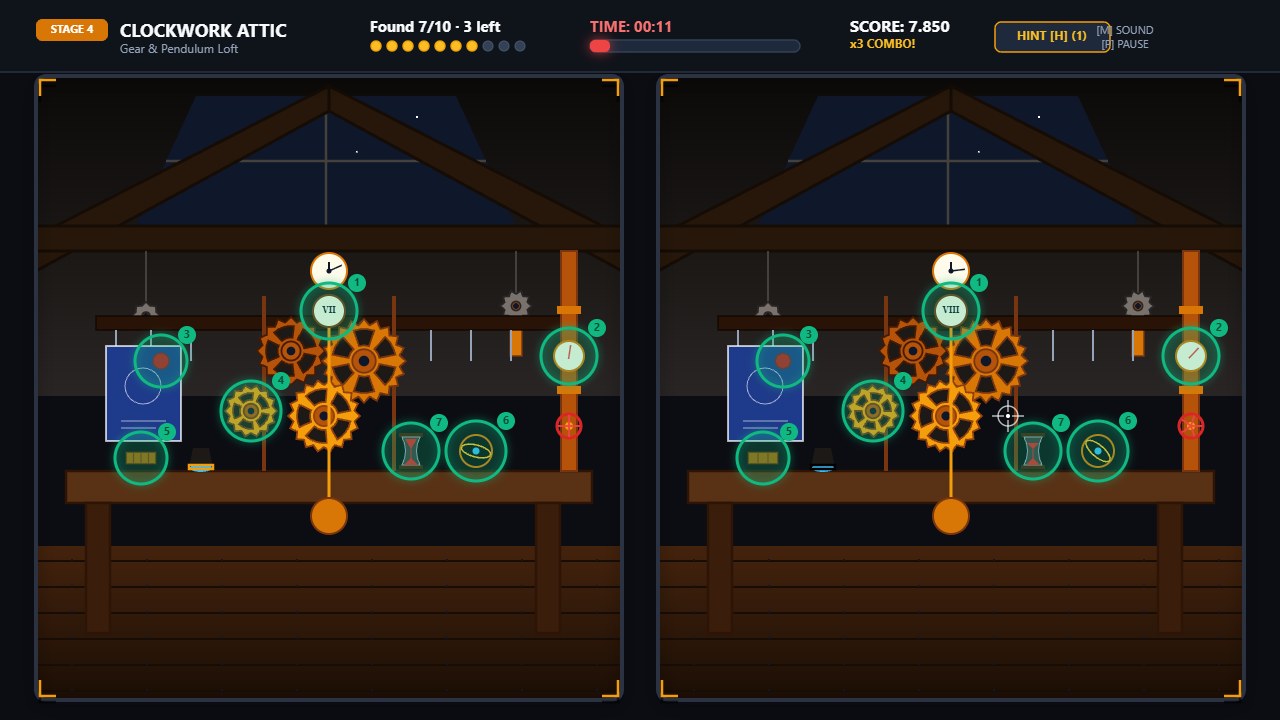 STAGE 4
CLOCKWORK ATTIC
Gear & Pendulum Loft
Found 7/10 · 3 left
TIME: 00:11
SCORE: 7.850
x3 COMBO!
HINT [H] (1)
[M] SOUND
[P] PAUSE
1
VII
2
3
4
5
6
7
1
VIII
2
3
4
5
6
7